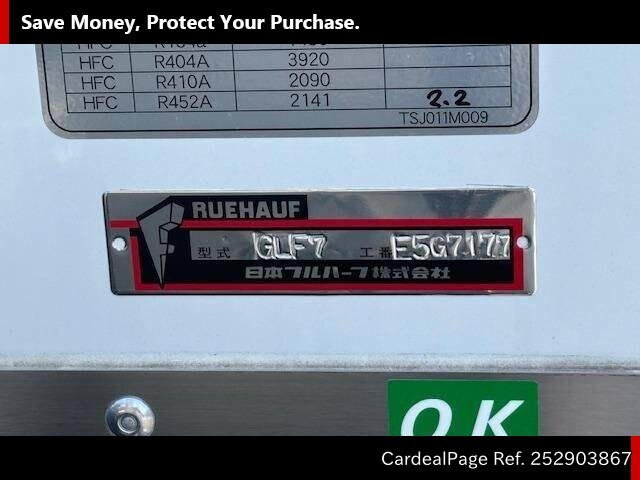 Save Money, Protect Your Purchase.
HFC R404A 3920
HFC R410A 2090
HFC R452A 2141 2.2
TSJ011M009
FRUEHAUF
型式 GLF7 工番 E5G7177
日本フルハーフ株式会社
OK
CardealPage Ref. 252903867